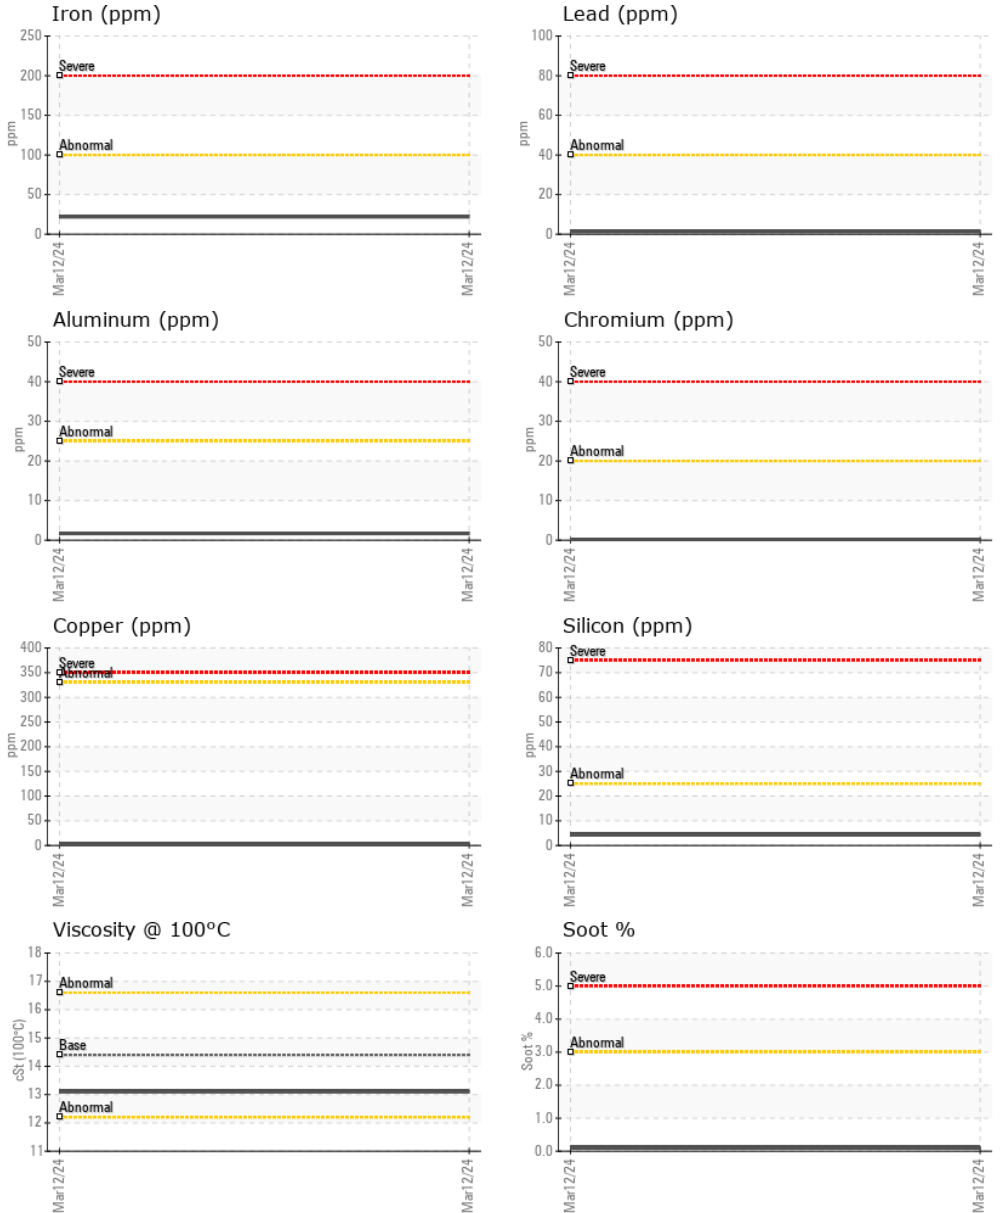 Iron (ppm)
250
200
150
100
50
0
ppm
Severe
Abnormal
Mar12/24
Mar12/24
Lead (ppm)
100
80
60
40
20
0
ppm
Severe
Abnormal
Mar12/24
Mar12/24
Aluminum (ppm)
50
40
30
20
10
0
ppm
Severe
Abnormal
Mar12/24
Mar12/24
Chromium (ppm)
50
40
30
20
10
0
ppm
Severe
Abnormal
Mar12/24
Mar12/24
Copper (ppm)
400
350
300
250
200
150
100
50
0
ppm
Severe
Abnormal
Mar12/24
Mar12/24
Silicon (ppm)
80
70
60
50
40
30
20
10
0
ppm
Severe
Abnormal
Mar12/24
Mar12/24
Viscosity @ 100°C
18
17
16
15
14
13
12
11
cSt (100°C)
Abnormal
Base
Abnormal
Mar12/24
Mar12/24
Soot %
6.0
5.0
4.0
3.0
2.0
1.0
0.0
Soot %
Severe
Abnormal
Mar12/24
Mar12/24